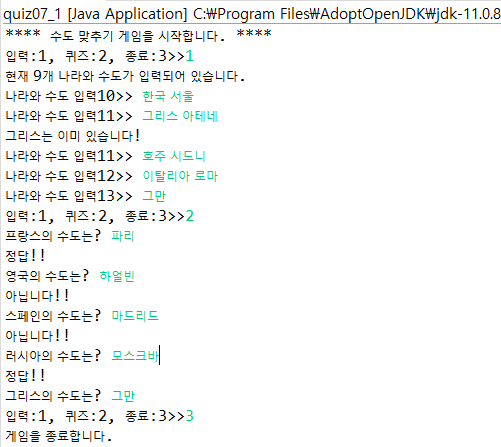 quiz07_1 [Java Application] C:₩Program Files₩AdoptOpenJDK₩jdk-11.0.8
**** 수도 맞추기 게임을 시작합니다. ****
입력:1, 퀴즈:2, 종료:3>>1
현재 9개 나라와 수도가 입력되어 있습니다.
나라와 수도 입력10>> 한국 서울
나라와 수도 입력11>> 그리스 아테네
그리스는 이미 있습니다!
나라와 수도 입력11>> 호주 시드니
나라와 수도 입력12>> 이탈리아 로마
나라와 수도 입력13>> 그만
입력:1, 퀴즈:2, 종료:3>>2
프랑스의 수도는? 파리
정답!!
영국의 수도는? 하얼빈
아닙니다!!
스페인의 수도는? 마드리드
아닙니다!!
러시아의 수도는? 모스크바
정답!!
그리스의 수도는? 그만
입력:1, 퀴즈:2, 종료:3>>3
게임을 종료합니다.